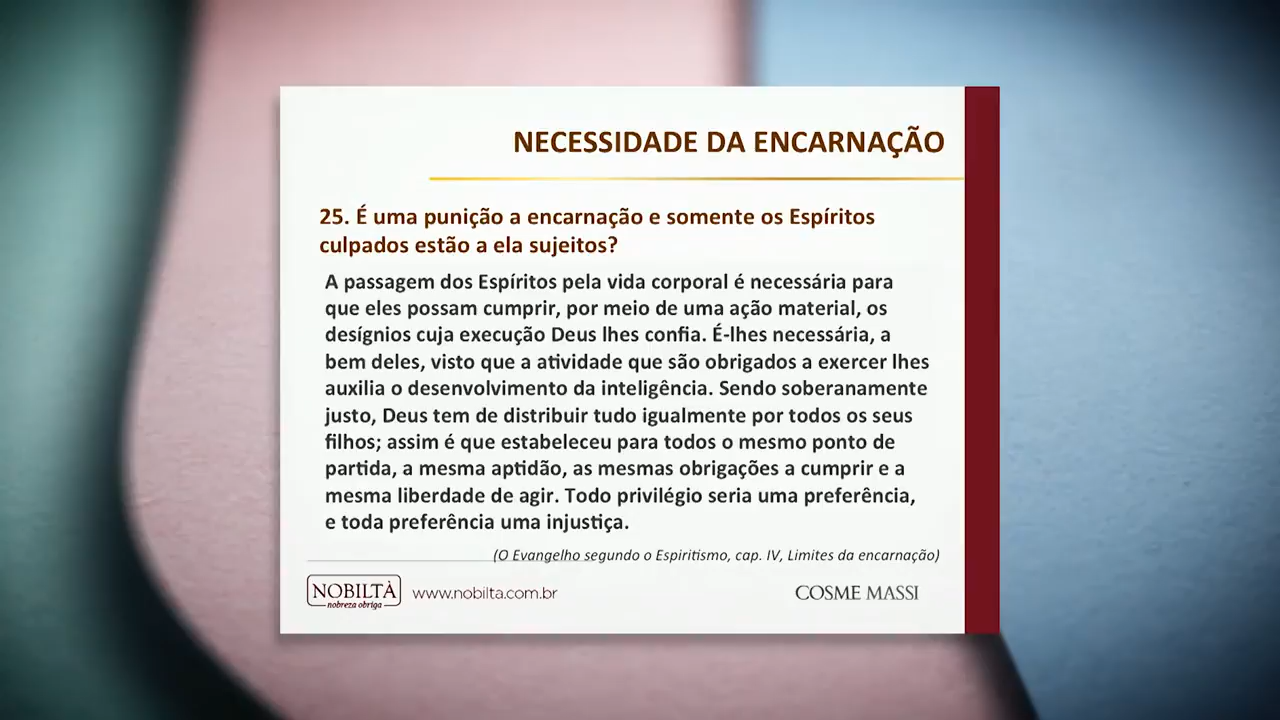 NECESSIDADE DA ENCARNAÇÃO
25. É uma punição a encarnação e somente os Espíritos
culpados estão a ela sujeitos?
A passagem dos Espíritos pela vida corporal é necessária para
que eles possam cumprir, por meio de uma ação material, os
desígnios cuja execução Deus lhes confia. É-lhes necessária, a
bem deles, visto que a atividade que são obrigados a exercer lhes
auxilia o desenvolvimento da inteligência. Sendo soberanamente
justo, Deus tem de distribuir tudo igualmente por todos os seus
filhos; assim é que estabeleceu para todos o mesmo ponto de
partida, a mesma aptidão, as mesmas obrigações a cumprir e a
mesma liberdade de agir. Todo privilégio seria uma preferência,
e toda preferência uma injustiça.
(O Evangelho segundo o Espiritismo, cap. IV, Limites da encarnação)
NOBILTÀ www.nobilta.com.br COSME MASSI
nobreza obriga